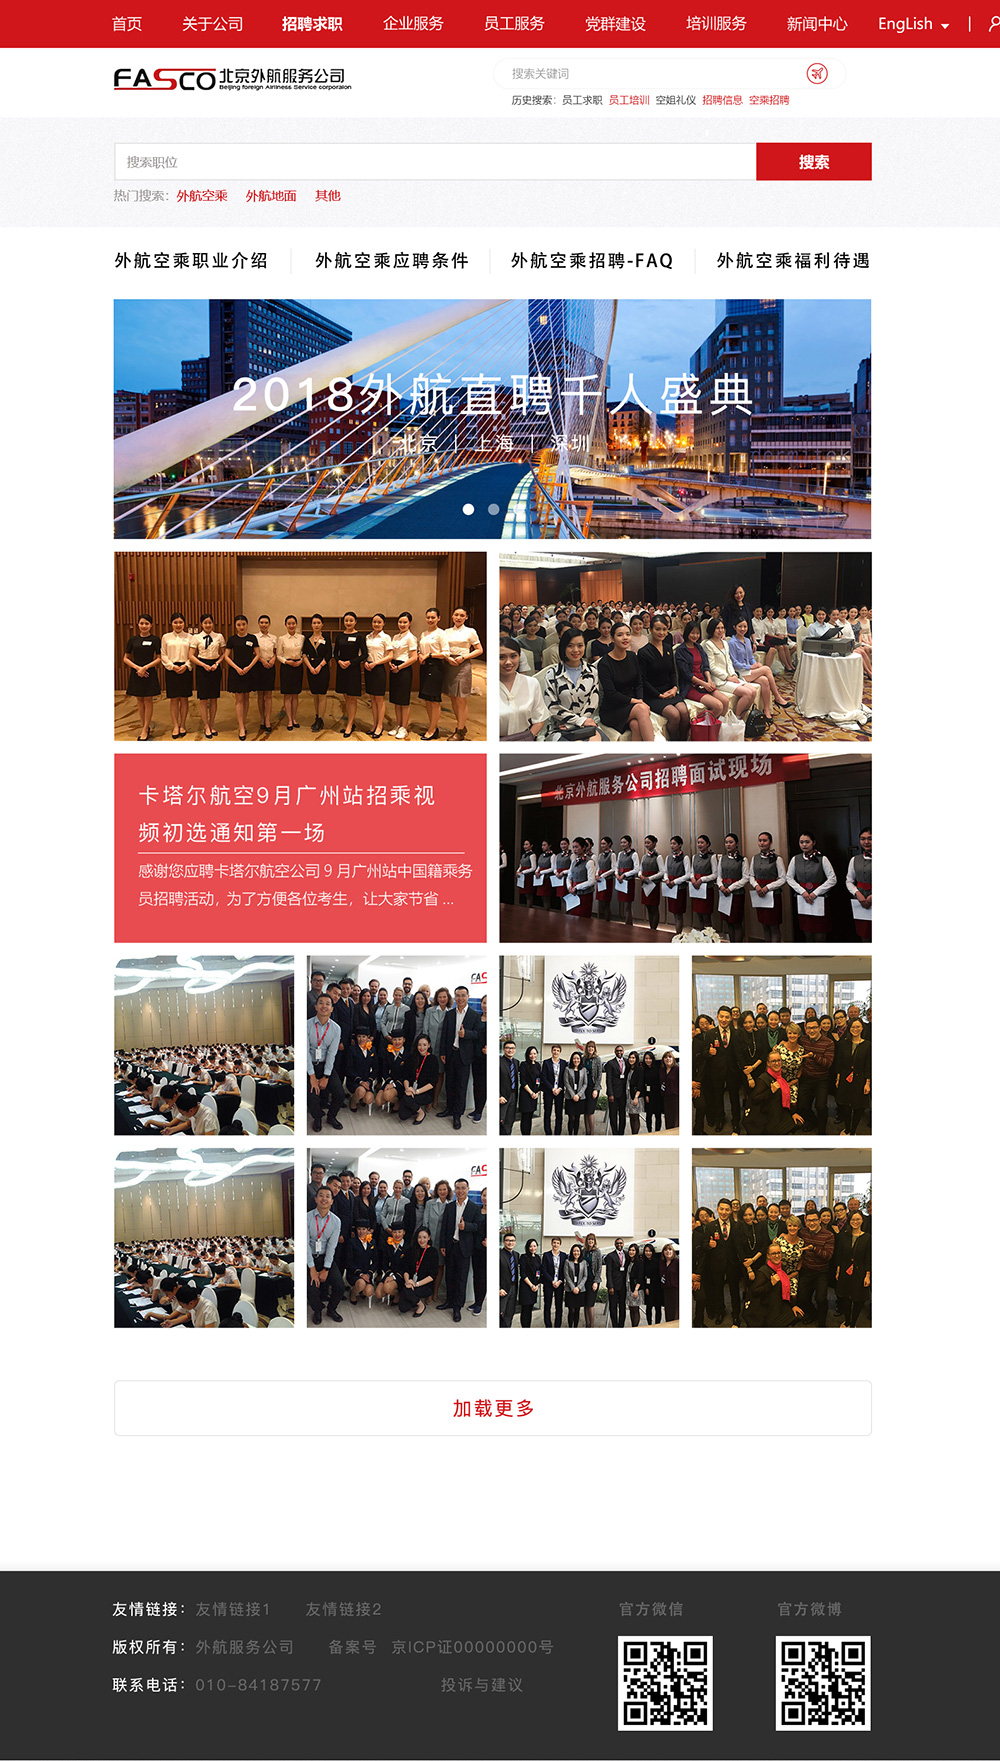 首页 关于公司 招聘求职 企业服务 员工服务 党群建设 培训服务 新闻中心 EngLish |
FASCO 北京外航服务公司
Beijing foreign Airliness Service corporaion
搜索关键词
历史搜索: 员工求职 员工培训 空姐礼仪 招聘信息 空乘招聘
搜索职位 搜索
热门搜索: 外航空乘 外航地面 其他
外航空乘职业介绍 外航空乘应聘条件 外航空乘招聘-FAQ 外航空乘福利待遇
2018外航直聘千人盛典
北京 | 上海 | 深圳
北京外航服务公司招聘面试现场
卡塔尔航空9月广州站招乘视
频初选通知第一场
感谢您应聘卡塔尔航空公司 9 月广州站中国籍乘务
员招聘活动，为了方便各位考生，让大家节省 ...
FAS
FAS
加载更多
友情链接: 友情链接1 友情链接2 官方微信 官方微博
版权所有: 外航服务公司 备案号 京ICP证00000000号
联系电话: 010-84187577 投诉与建议